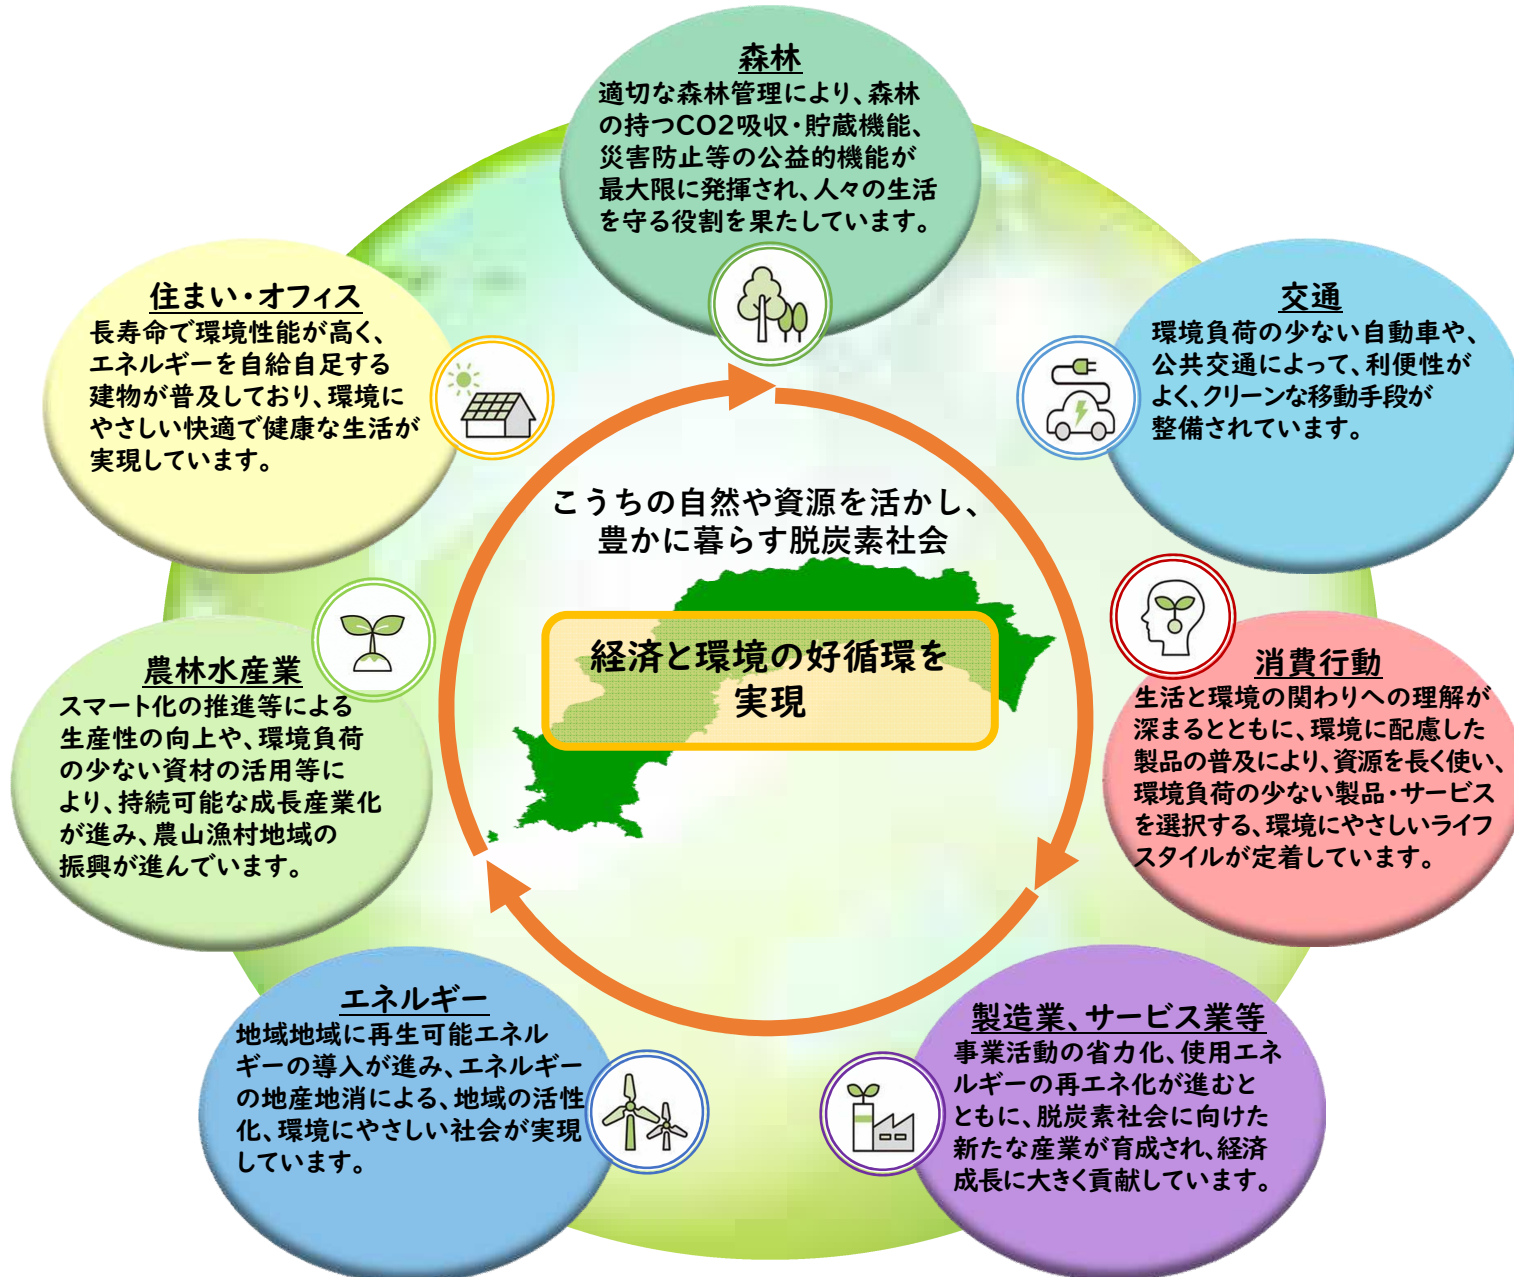 森林
適切な森林管理により、森林
の持つCO2吸収・貯蔵機能、
災害防止等の公益的機能が
最大限に発揮され、人々の生活
を守る役割を果たしています。
住まい・オフィス
長寿命で環境性能が高く、
エネルギーを自給自足する
建物が普及しており、環境に
やさしい快適で健康な生活が
実現しています。
交通
環境負荷の少ない自動車や、
公共交通によって、利便性が
よく、クリーンな移動手段が
整備されています。
こうちの自然や資源を活かし、
豊かに暮らす脱炭素社会
経済と環境の好循環を
実現
農林水産業
スマート化の推進等による
生産性の向上や、環境負荷
の少ない資材の活用等に
より、持続可能な成長産業化
が進み、農山漁村地域の
振興が進んでいます。
消費行動
生活と環境の関わりへの理解が
深まるとともに、環境に配慮した
製品の普及により、資源を長く使い、
環境負荷の少ない製品・サービス
を選択する、環境にやさしいライフ
スタイルが定着しています。
エネルギー
地域地域に再生可能エネル
ギーの導入が進み、エネルギー
の地産地消による、地域の活性
化、環境にやさしい社会が実現
しています。
製造業、サービス業等
事業活動の省力化、使用エネ
ルギーの再エネ化が進むと
ともに、脱炭素社会に向けた
新たな産業が育成され、経済
成長に大きく貢献しています。